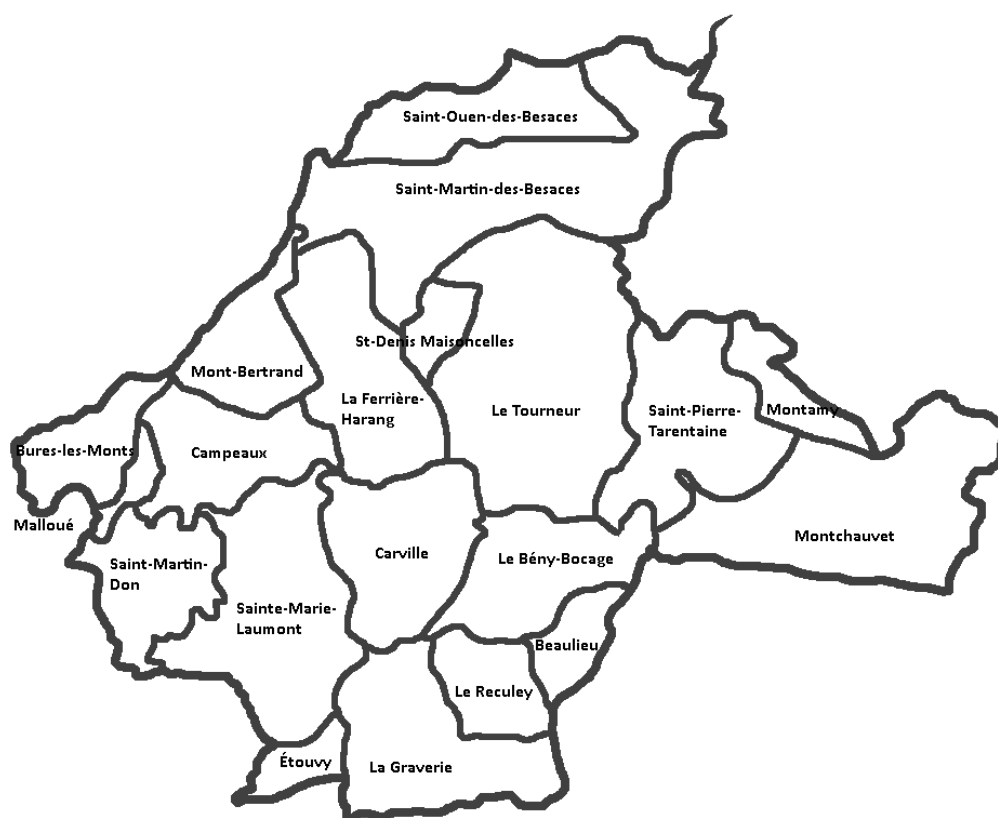 Saint-Ouen-des-Besaces
Saint-Martin-des-Besaces
St-Denis Maisoncelles
Mont-Bertrand
La Ferrière-
Harang
Le Tourneur
Saint-Pierre-
Tarentaine
Montamy
Bures-les-Monts
Campeaux
Malloué
Montchauvet
Saint-Martin-
Don
Carville
Le Bény-Bocage
Sainte-Marie-
Laumont
Beaulieu
Le Reculey
Étouvy
La Graverie